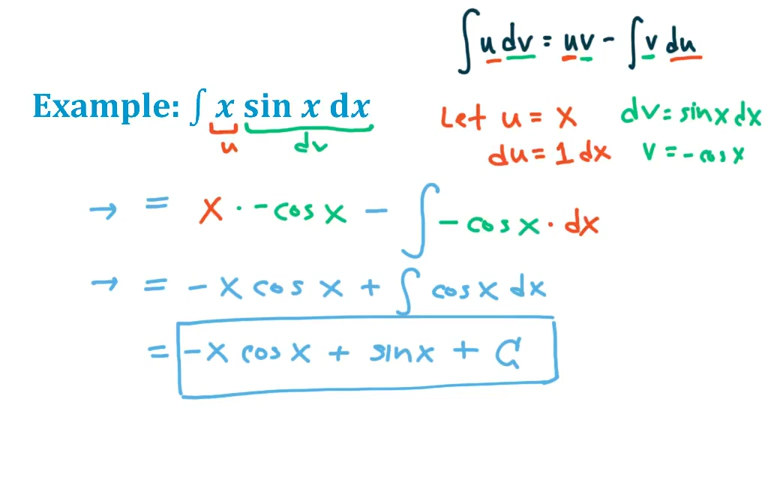 ∫ u dv = uv - ∫ v du
Example: ∫ x sin x dx
u dv
Let u = x dv = sinx dx
du = 1 dx v = -cos x
→ = x · -cos x - ∫ -cos x · dx
→ = -x cos x + ∫ cos x dx
= -x cos x + sin x + C